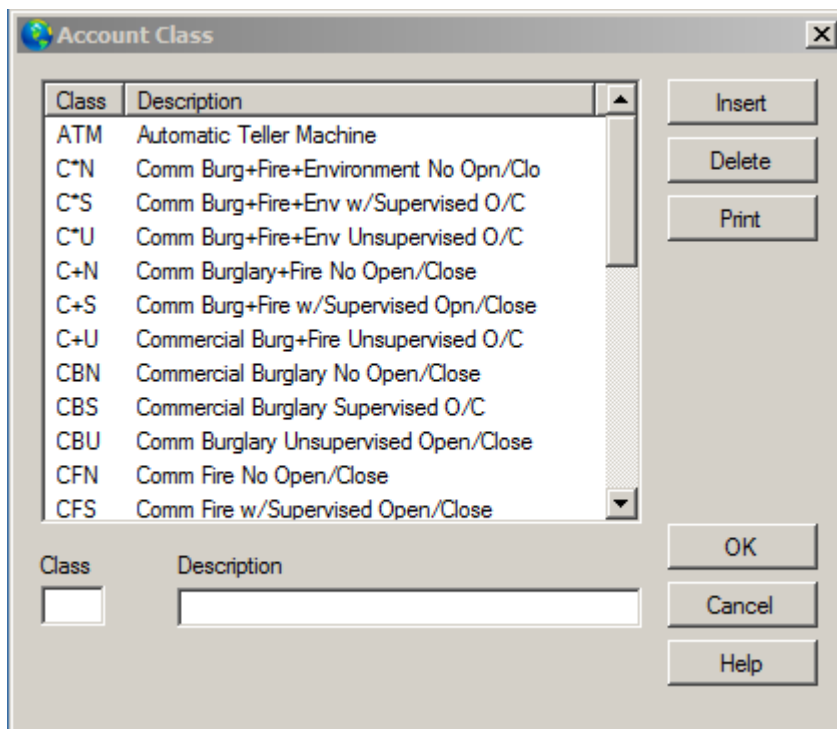 Account Class
Class Description
ATM Automatic Teller Machine
C*N Comm Burg+Fire+Environment No Opn/Clo
C*S Comm Burg+Fire+Env w/Supervised O/C
C*U Comm Burg+Fire+Env Unsupervised O/C
C+N Comm Burglary+Fire No Open/Close
C+S Comm Burg+Fire w/Supervised Opn/Close
C+U Commercial Burg+Fire Unsupervised O/C
CBN Commercial Burglary No Open/Close
CBS Commercial Burglary Supervised O/C
CBU Comm Burglary Unsupervised Open/Close
CFN Comm Fire No Open/Close
CFS Comm Fire w/Supervised Open/Close
Insert
Delete
Print
Class Description
OK
Cancel
Help